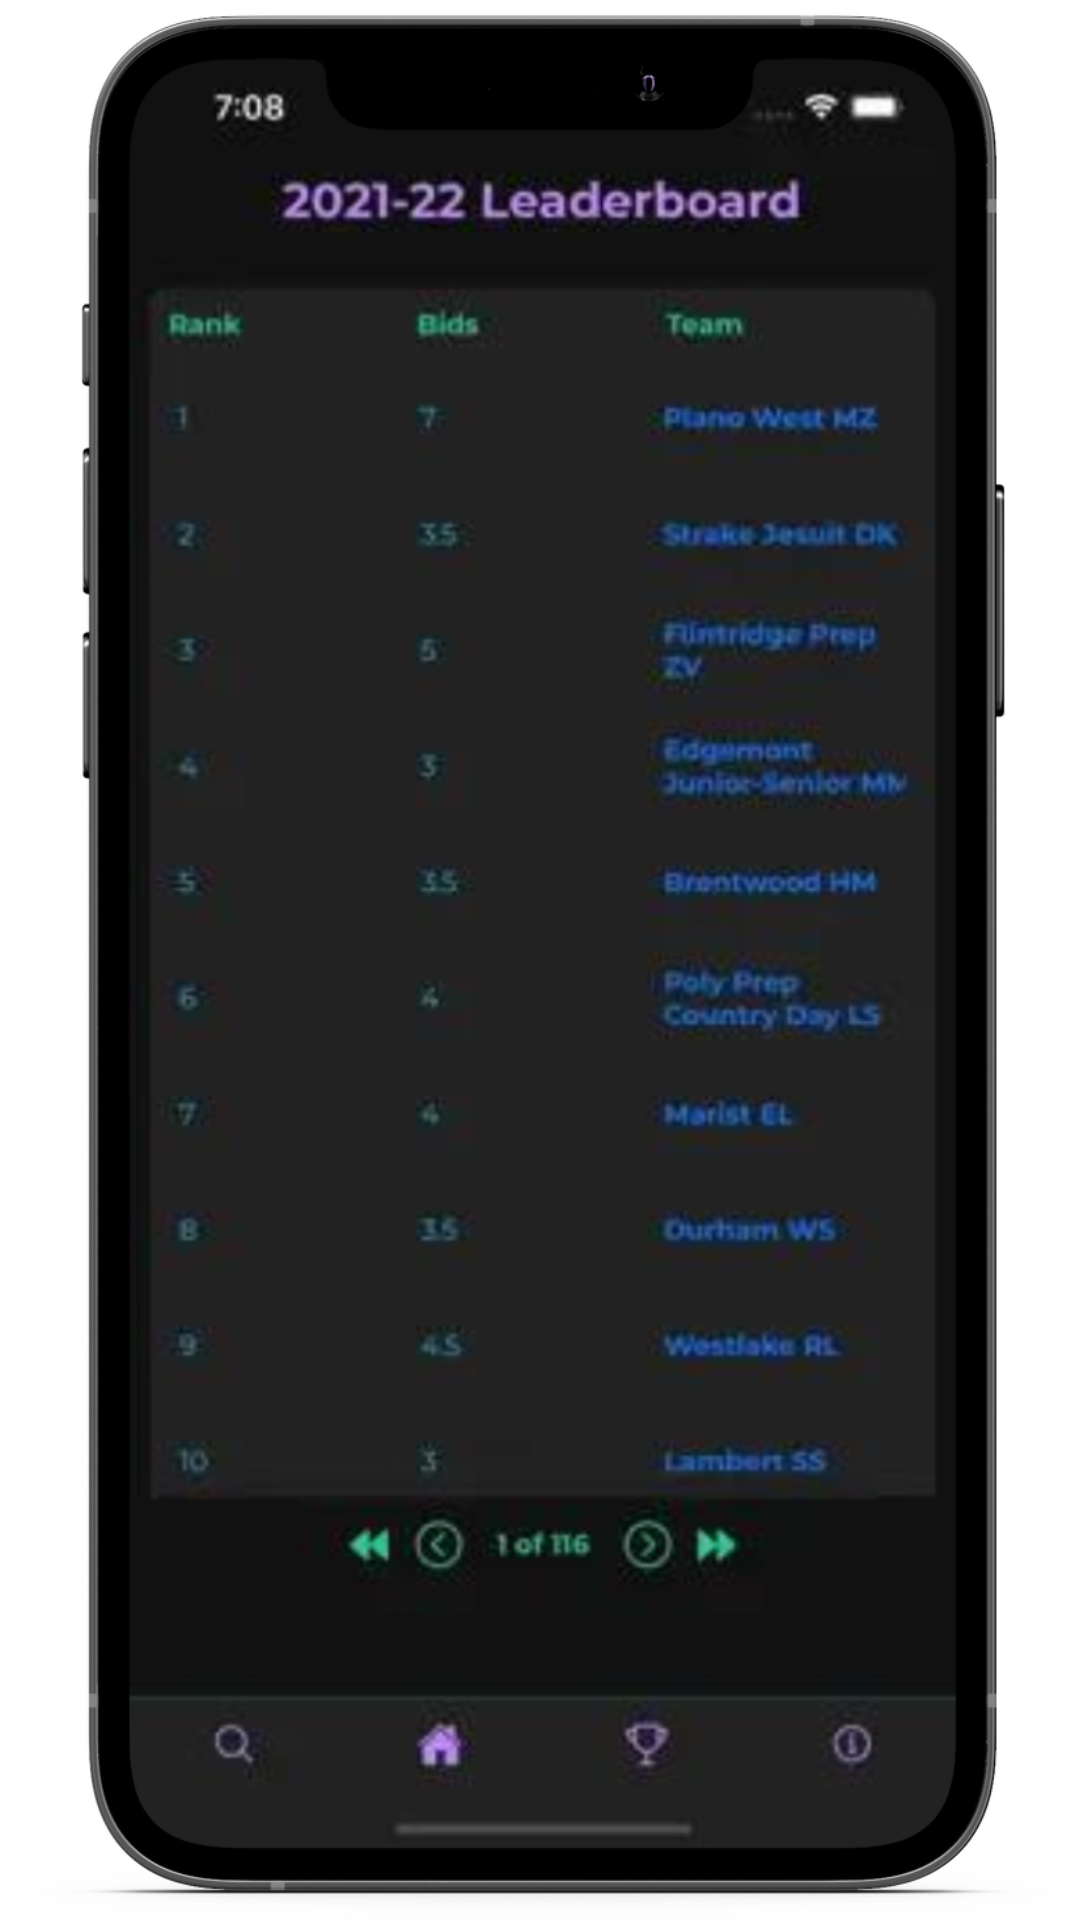 7:08
2021-22 Leaderboard
Rank Bids Team
1 7 Plano West MZ
2 3.5 Strake Jesuit DK
3 5 Flintridge Prep
ZV
4 3 Edgemont
Junior-Senior MM
5 3.5 Brentwood HM
6 4 Poly Prep
Country Day LS
7 4 Marist EL
8 3.5 Durham WS
9 4.5 Westlake RL
10 3 Lambert SS
1 of 116